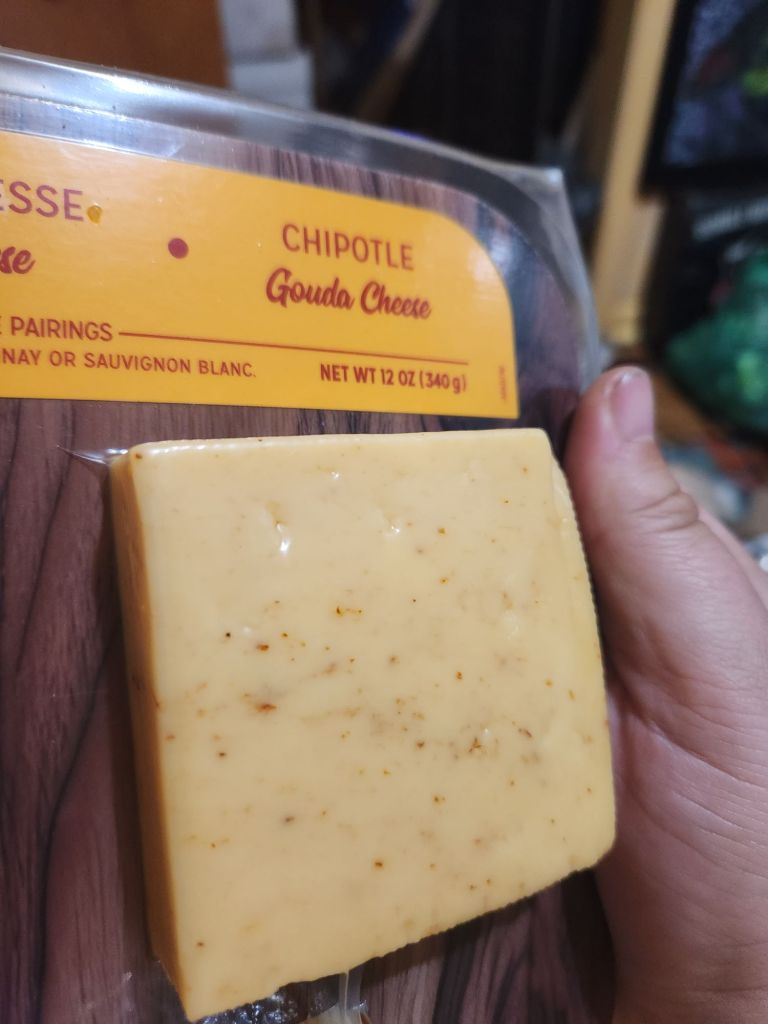 ESSE
se
CHIPOTLE
Gouda Cheese
E PAIRINGS
NAY OR SAUVIGNON BLANC.
NET WT 12 OZ (340 g)